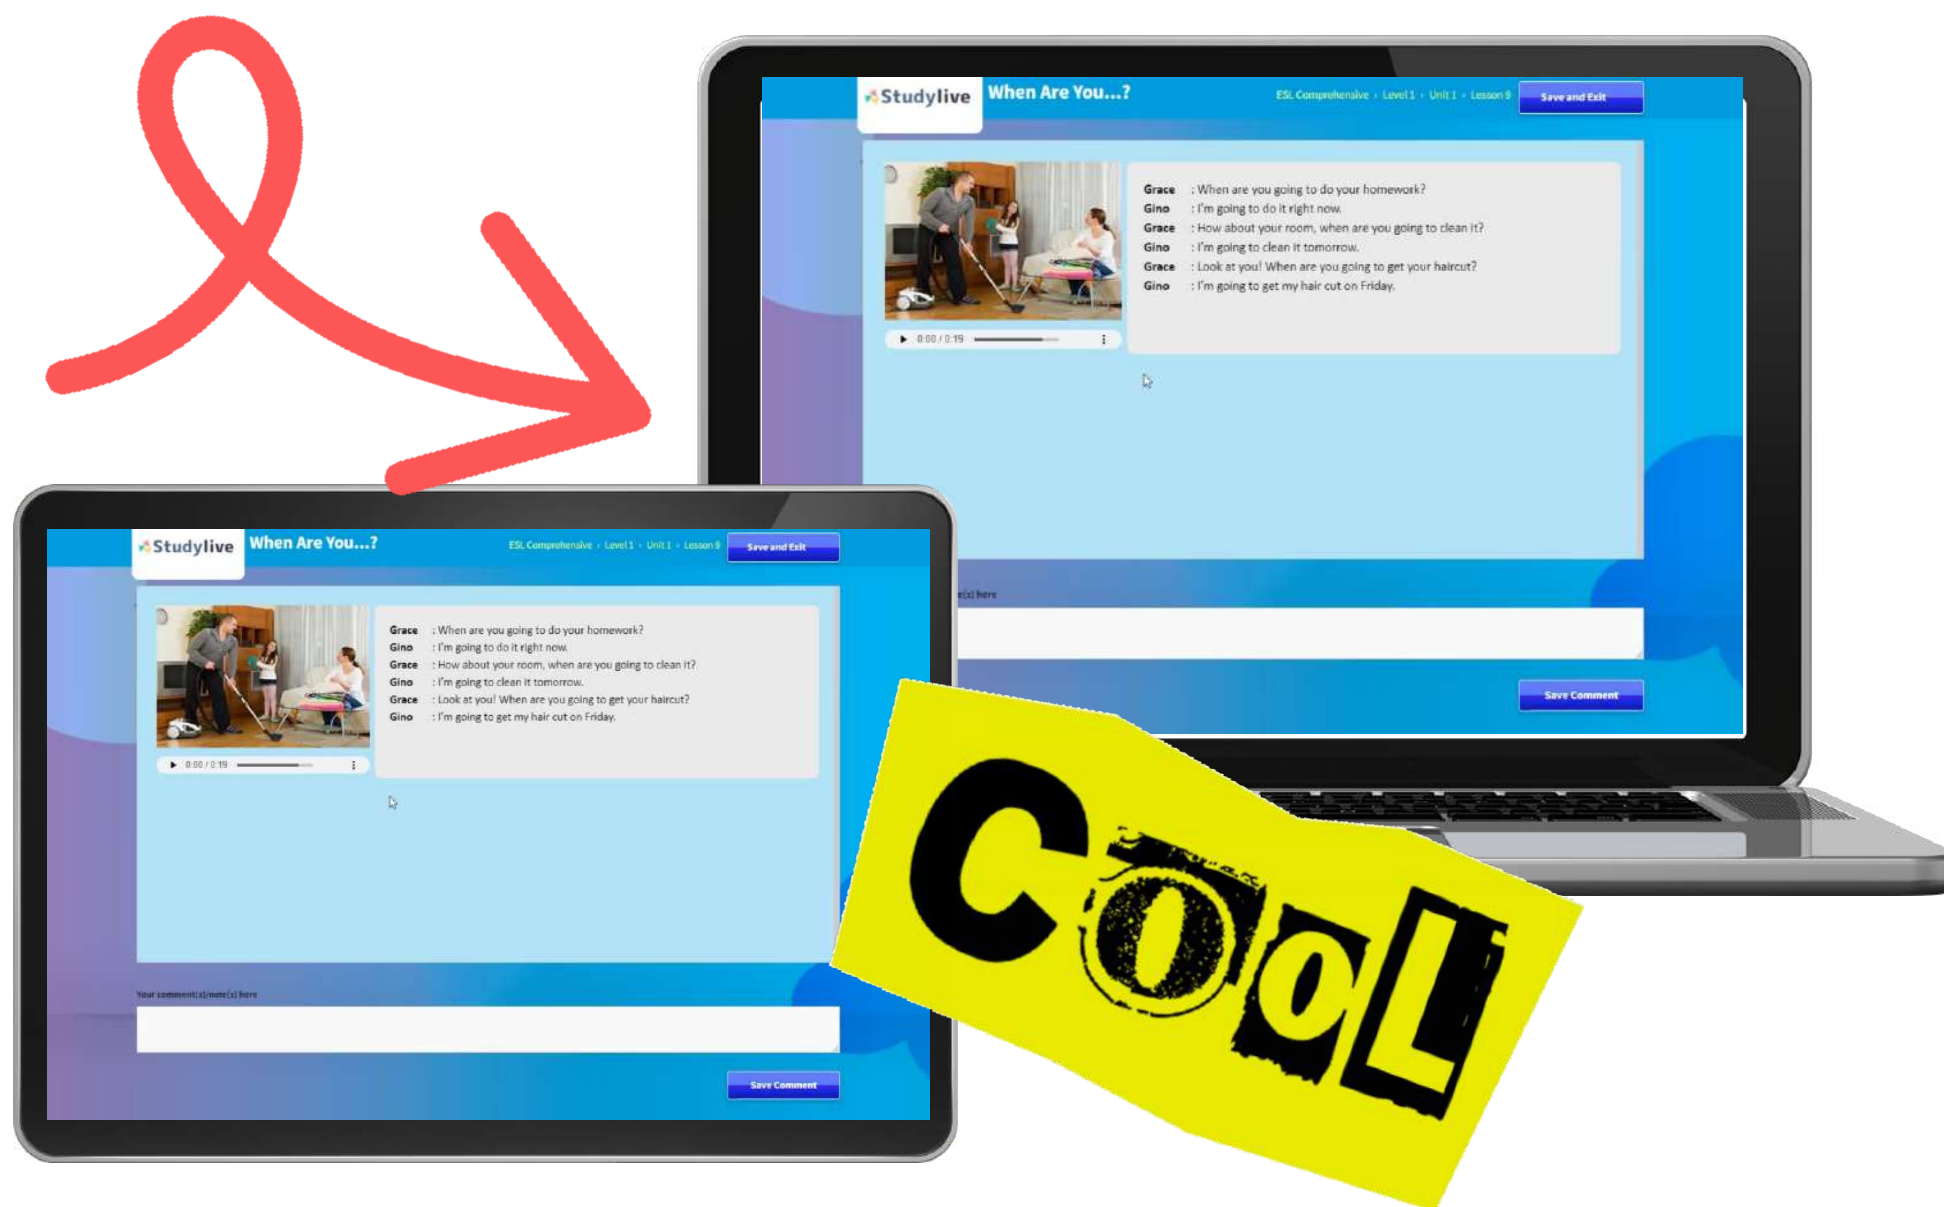 Studylive
When Are You...?
ESL Comprehensive › Level 1 › Unit 1 › Lesson 9
Save and Exit
Grace : When are you going to do your homework?
Gino : I'm going to do it right now.
Grace : How about your room, when are you going to clean it?
Gino : I'm going to clean it tomorrow.
Grace : Look at you! When are you going to get your haircut?
Gino : I'm going to get my hair cut on Friday.
0:00 / 0:19
e(s) here
Save Comment
Studylive
When Are You...?
ESL Comprehensive › Level 1 › Unit 1 › Lesson 9
Save and Exit
Grace : When are you going to do your homework?
Gino : I'm going to do it right now.
Grace : How about your room, when are you going to clean it?
Gino : I'm going to clean it tomorrow.
Grace : Look at you! When are you going to get your haircut?
Gino : I'm going to get my hair cut on Friday.
0:00 / 0:19
Your comment(s)/note(s) here
Save Comment
CooL